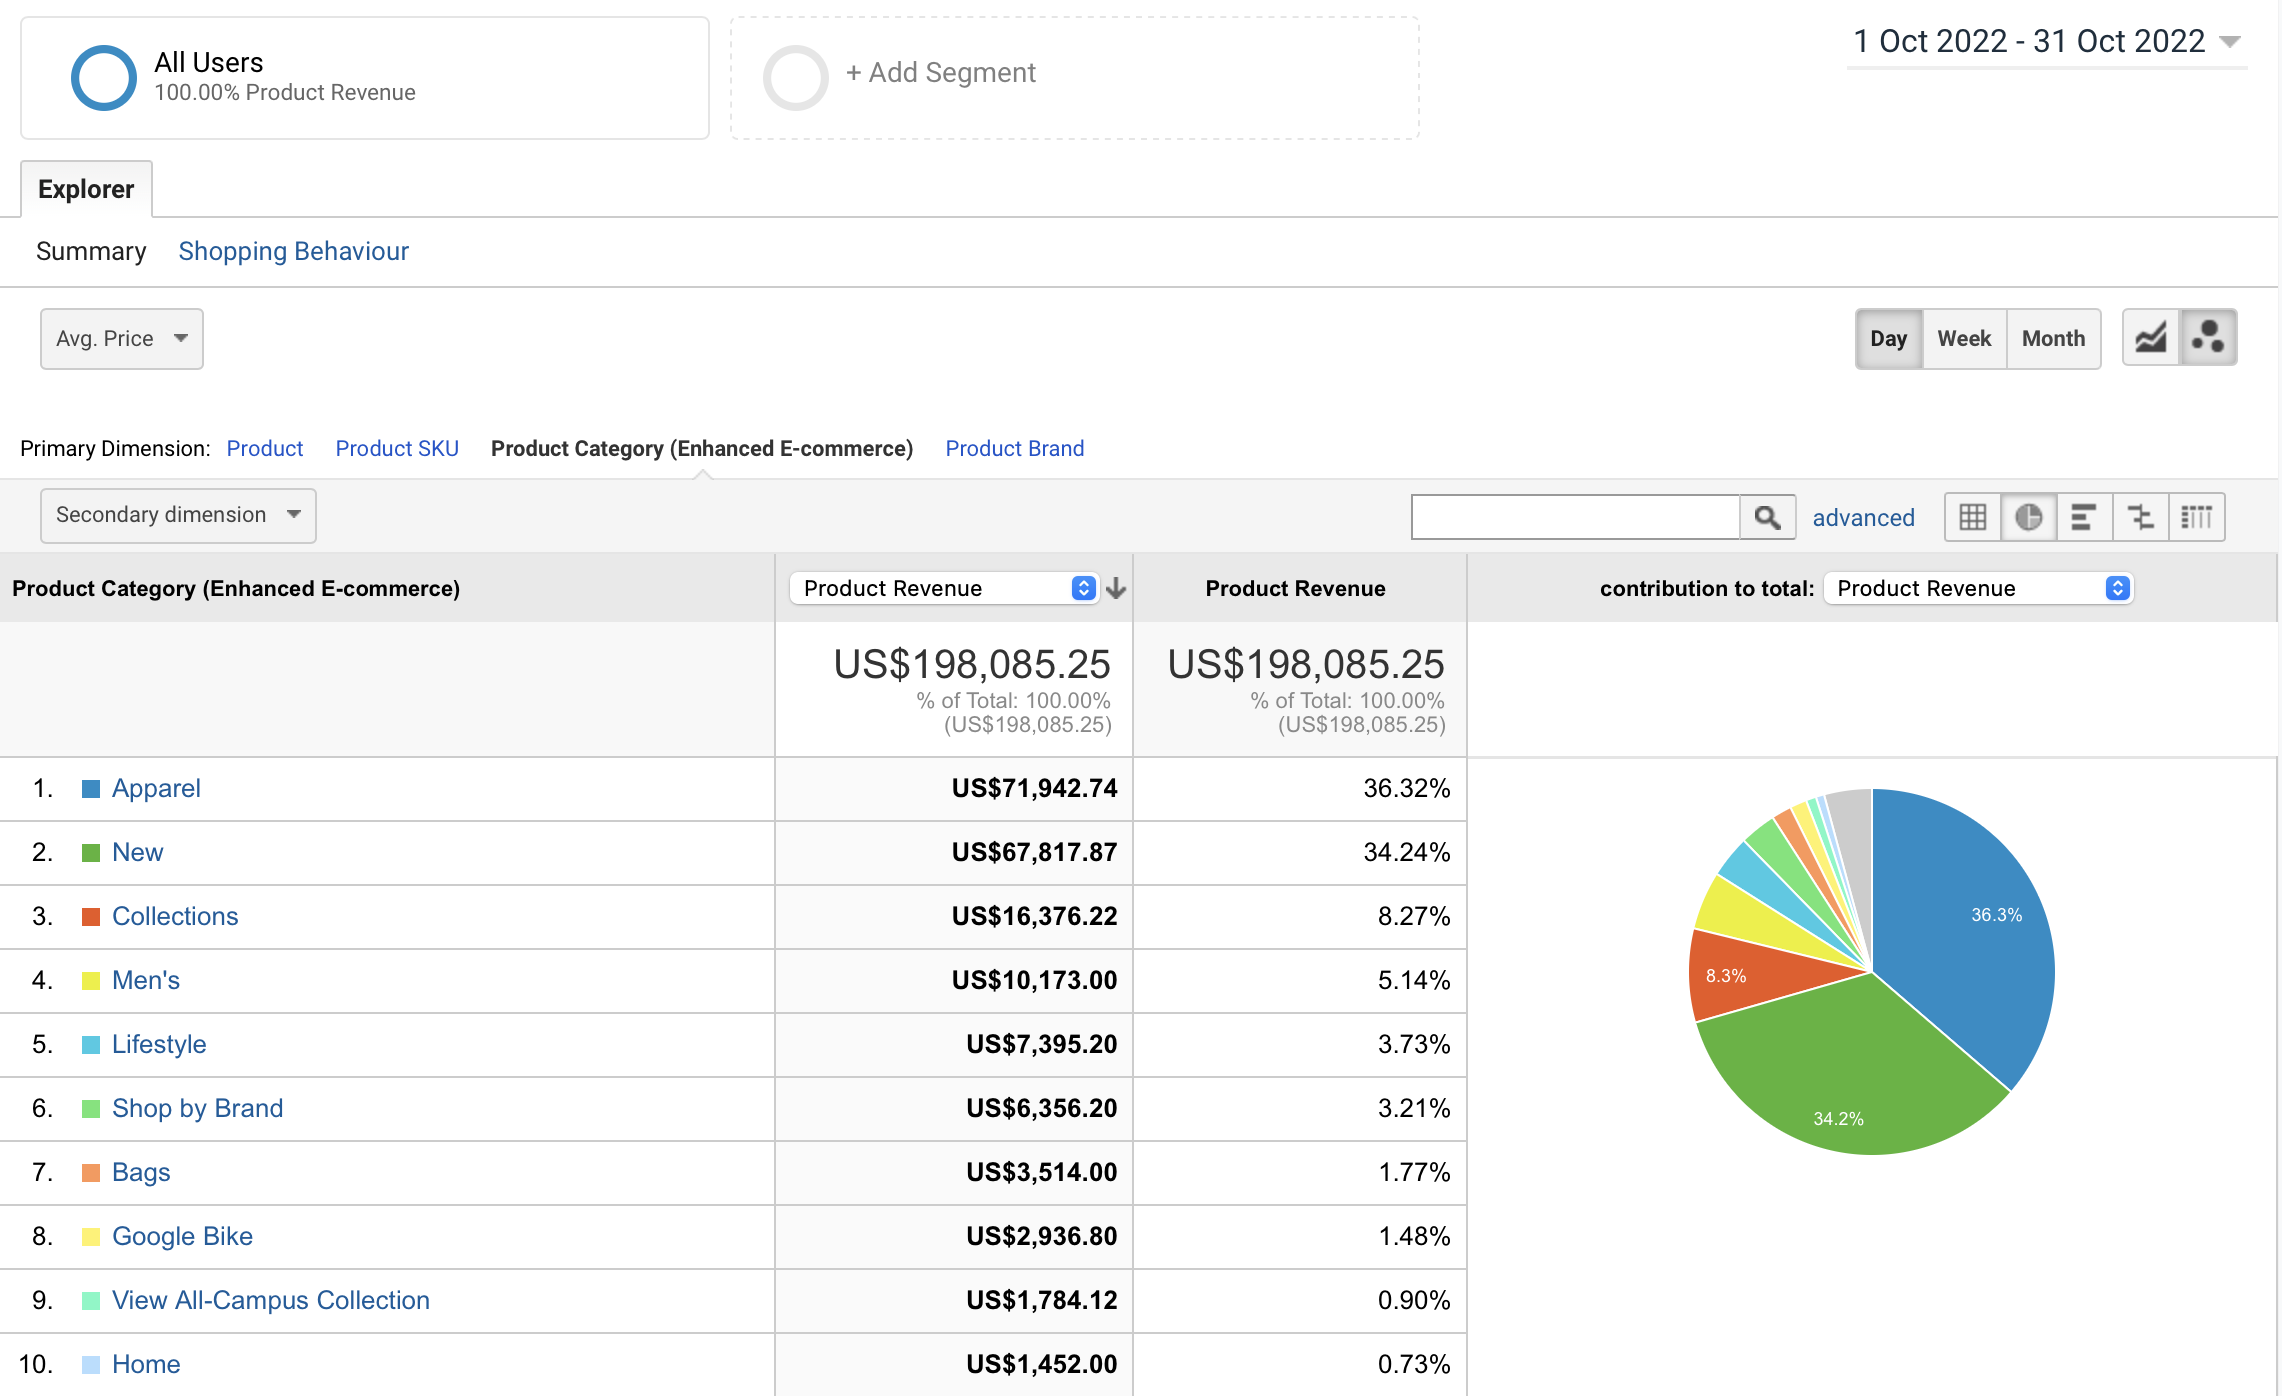 All Users
100.00% Product Revenue
+ Add Segment
1 Oct 2022 - 31 Oct 2022
Explorer
Summary Shopping Behaviour
Avg. Price
Day Week Month
Primary Dimension: Product Product SKU Product Category (Enhanced E-commerce) Product Brand
Secondary dimension
advanced
Product Category (Enhanced E-commerce) Product Revenue Product Revenue contribution to total: Product Revenue
US$198,085.25 US$198,085.25
% of Total: 100.00% % of Total: 100.00%
(US$198,085.25) (US$198,085.25)
1. Apparel US$71,942.74 36.32%
2. New US$67,817.87 34.24%
3. Collections US$16,376.22 8.27%
4. Men's US$10,173.00 5.14%
5. Lifestyle US$7,395.20 3.73%
6. Shop by Brand US$6,356.20 3.21%
7. Bags US$3,514.00 1.77%
8. Google Bike US$2,936.80 1.48%
9. View All-Campus Collection US$1,784.12 0.90%
10. Home US$1,452.00 0.73%
36.3%
8.3%
34.2%